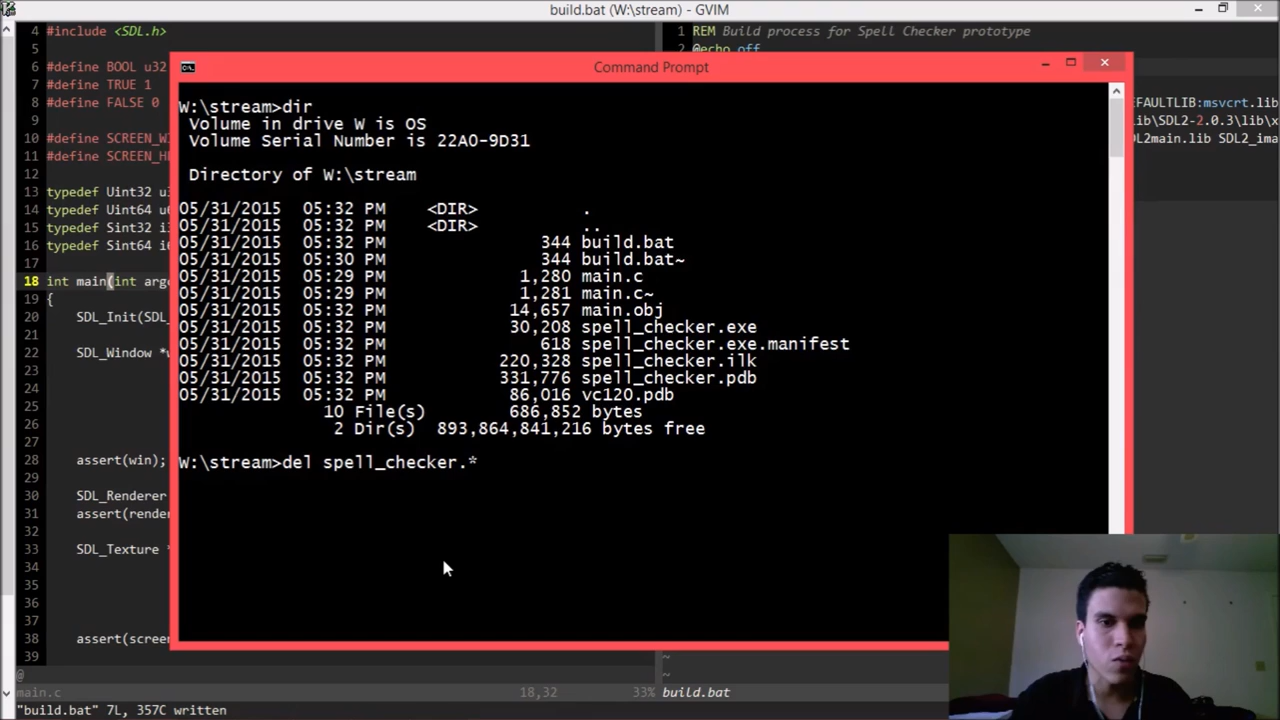 build.bat (W:\stream) - GVIM
4 #include <SDL.h>
5
6 #define BOOL u32
7 #define TRUE 1
8 #define FALSE 0
9
10 #define SCREEN_WI
11 #define SCREEN_HE
12
13 typedef Uint32 u3
14 typedef Uint64 u6
15 typedef Sint32 i3
16 typedef Sint64 i6
17
18 int main(int argc
19 {
20 SDL_Init(SDL_
21
22 SDL_Window *w
23
24
25
26
27
28 assert(win);
29
30 SDL_Renderer
31 assert(render
32
33 SDL_Texture *
34
35
36
37
38 assert(screen
39
@
main.c 18,32 33%
"build.bat" 7L, 357C written
1 REM Build process for Spell Checker prototype
2 @echo off
EFAULTLIB:msvcrt.lib
ib\SDL2-2.0.3\lib\x
DL2main.lib SDL2_ima
~
~
build.bat
Command Prompt
W:\stream>dir
Volume in drive W is OS
Volume Serial Number is 22A0-9D31
Directory of W:\stream
05/31/2015 05:32 PM <DIR> .
05/31/2015 05:32 PM <DIR> ..
05/31/2015 05:32 PM 344 build.bat
05/31/2015 05:30 PM 344 build.bat~
05/31/2015 05:29 PM 1,280 main.c
05/31/2015 05:29 PM 1,281 main.c~
05/31/2015 05:32 PM 14,657 main.obj
05/31/2015 05:32 PM 30,208 spell_checker.exe
05/31/2015 05:32 PM 618 spell_checker.exe.manifest
05/31/2015 05:32 PM 220,328 spell_checker.ilk
05/31/2015 05:32 PM 331,776 spell_checker.pdb
05/31/2015 05:32 PM 86,016 vc120.pdb
10 File(s) 686,852 bytes
2 Dir(s) 893,864,841,216 bytes free
W:\stream>del spell_checker.*